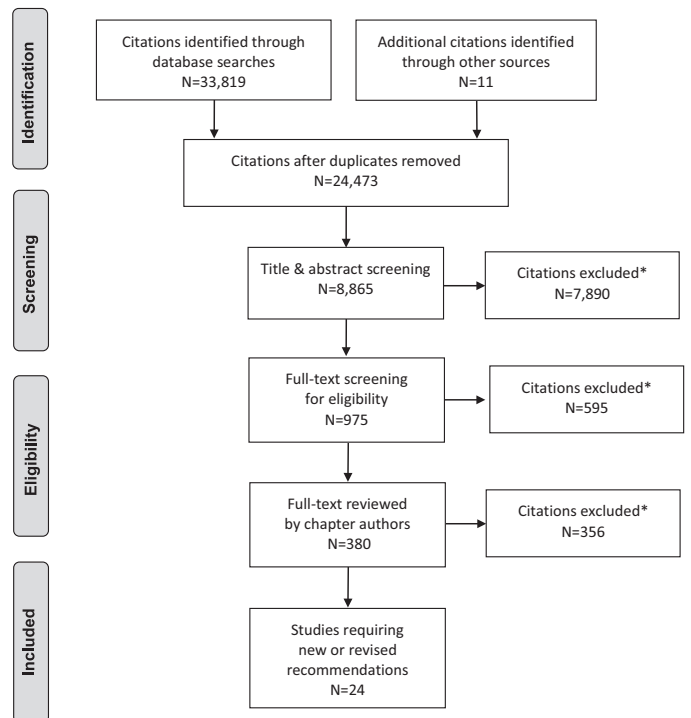 Identification
Citations identified through
database searches
N=33,819
Additional citations identified
through other sources
N=11
Citations after duplicates removed
N=24,473
Screening
Title & abstract screening
N=8,865
Citations excluded*
N=7,890
Eligibility
Full-text screening
for eligibility
N=975
Citations excluded*
N=595
Full-text reviewed
by chapter authors
N=380
Citations excluded*
N=356
Included
Studies requiring
new or revised
recommendations
N=24